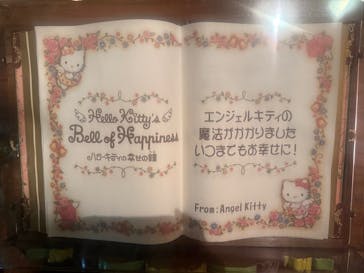 Hello Kitty's
Bell of Happiness
ハローキティの幸せの鐘
エンジェルキティの
魔法がかかりました
いつまでもお幸せに!
From: Angel Kitty